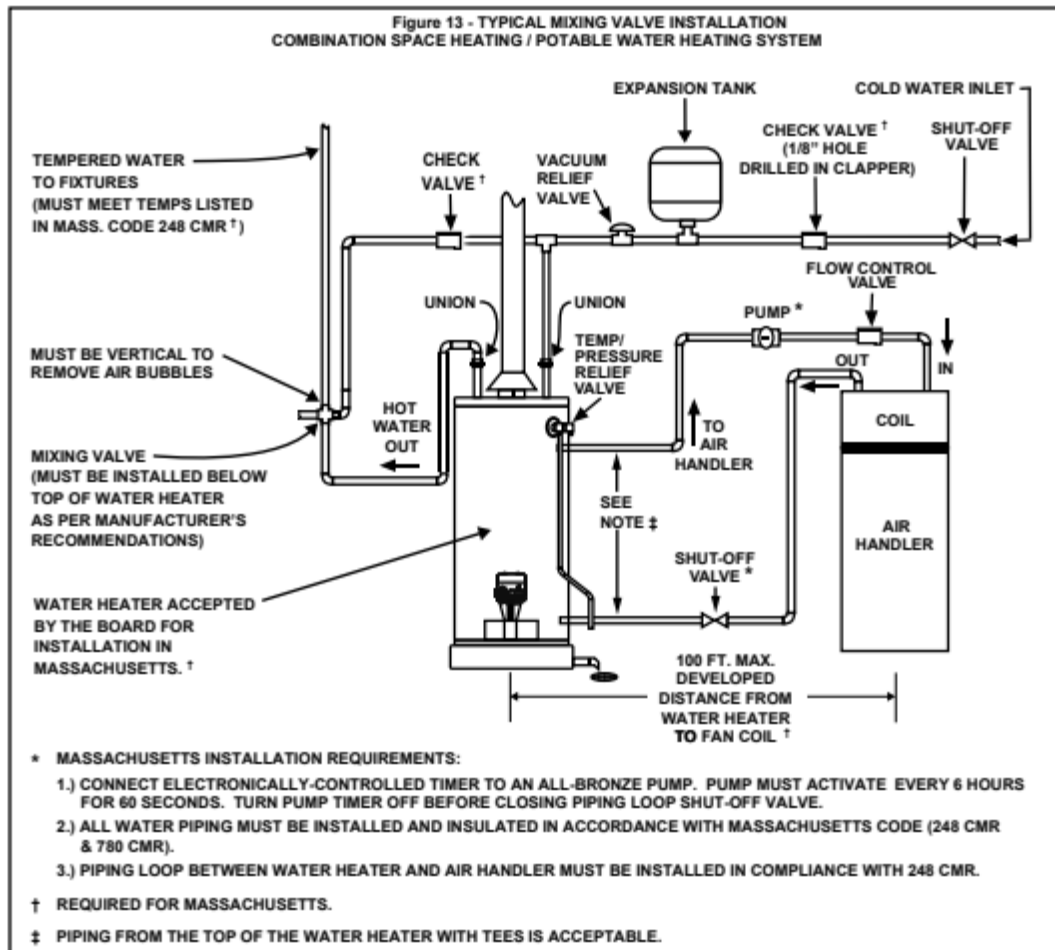 Figure 13 - TYPICAL MIXING VALVE INSTALLATION
COMBINATION SPACE HEATING / POTABLE WATER HEATING SYSTEM
EXPANSION TANK
COLD WATER INLET
TEMPERED WATER
TO FIXTURES
(MUST MEET TEMPS LISTED
IN MASS. CODE 248 CMR †)
CHECK
VALVE †
VACUUM
RELIEF
VALVE
CHECK VALVE †
(1/8" HOLE
DRILLED IN CLAPPER)
SHUT-OFF
VALVE
FLOW CONTROL
VALVE
UNION
UNION
PUMP *
TEMP/
PRESSURE
RELIEF
VALVE
OUT
IN
MUST BE VERTICAL TO
REMOVE AIR BUBBLES
HOT
WATER
OUT
TO
AIR
HANDLER
COIL
MIXING VALVE
(MUST BE INSTALLED BELOW
TOP OF WATER HEATER
AS PER MANUFACTURER'S
RECOMMENDATIONS)
SEE
NOTE ‡
AIR
HANDLER
SHUT-OFF
VALVE *
WATER HEATER ACCEPTED
BY THE BOARD FOR
INSTALLATION IN
MASSACHUSETTS. †
100 FT. MAX.
DEVELOPED
DISTANCE FROM
WATER HEATER
TO FAN COIL †
* MASSACHUSETTS INSTALLATION REQUIREMENTS:
1.) CONNECT ELECTRONICALLY-CONTROLLED TIMER TO AN ALL-BRONZE PUMP. PUMP MUST ACTIVATE EVERY 6 HOURS
FOR 60 SECONDS. TURN PUMP TIMER OFF BEFORE CLOSING PIPING LOOP SHUT-OFF VALVE.
2.) ALL WATER PIPING MUST BE INSTALLED AND INSULATED IN ACCORDANCE WITH MASSACHUSETTS CODE (248 CMR
& 780 CMR).
3.) PIPING LOOP BETWEEN WATER HEATER AND AIR HANDLER MUST BE INSTALLED IN COMPLIANCE WITH 248 CMR.
† REQUIRED FOR MASSACHUSETTS.
‡ PIPING FROM THE TOP OF THE WATER HEATER WITH TEES IS ACCEPTABLE.